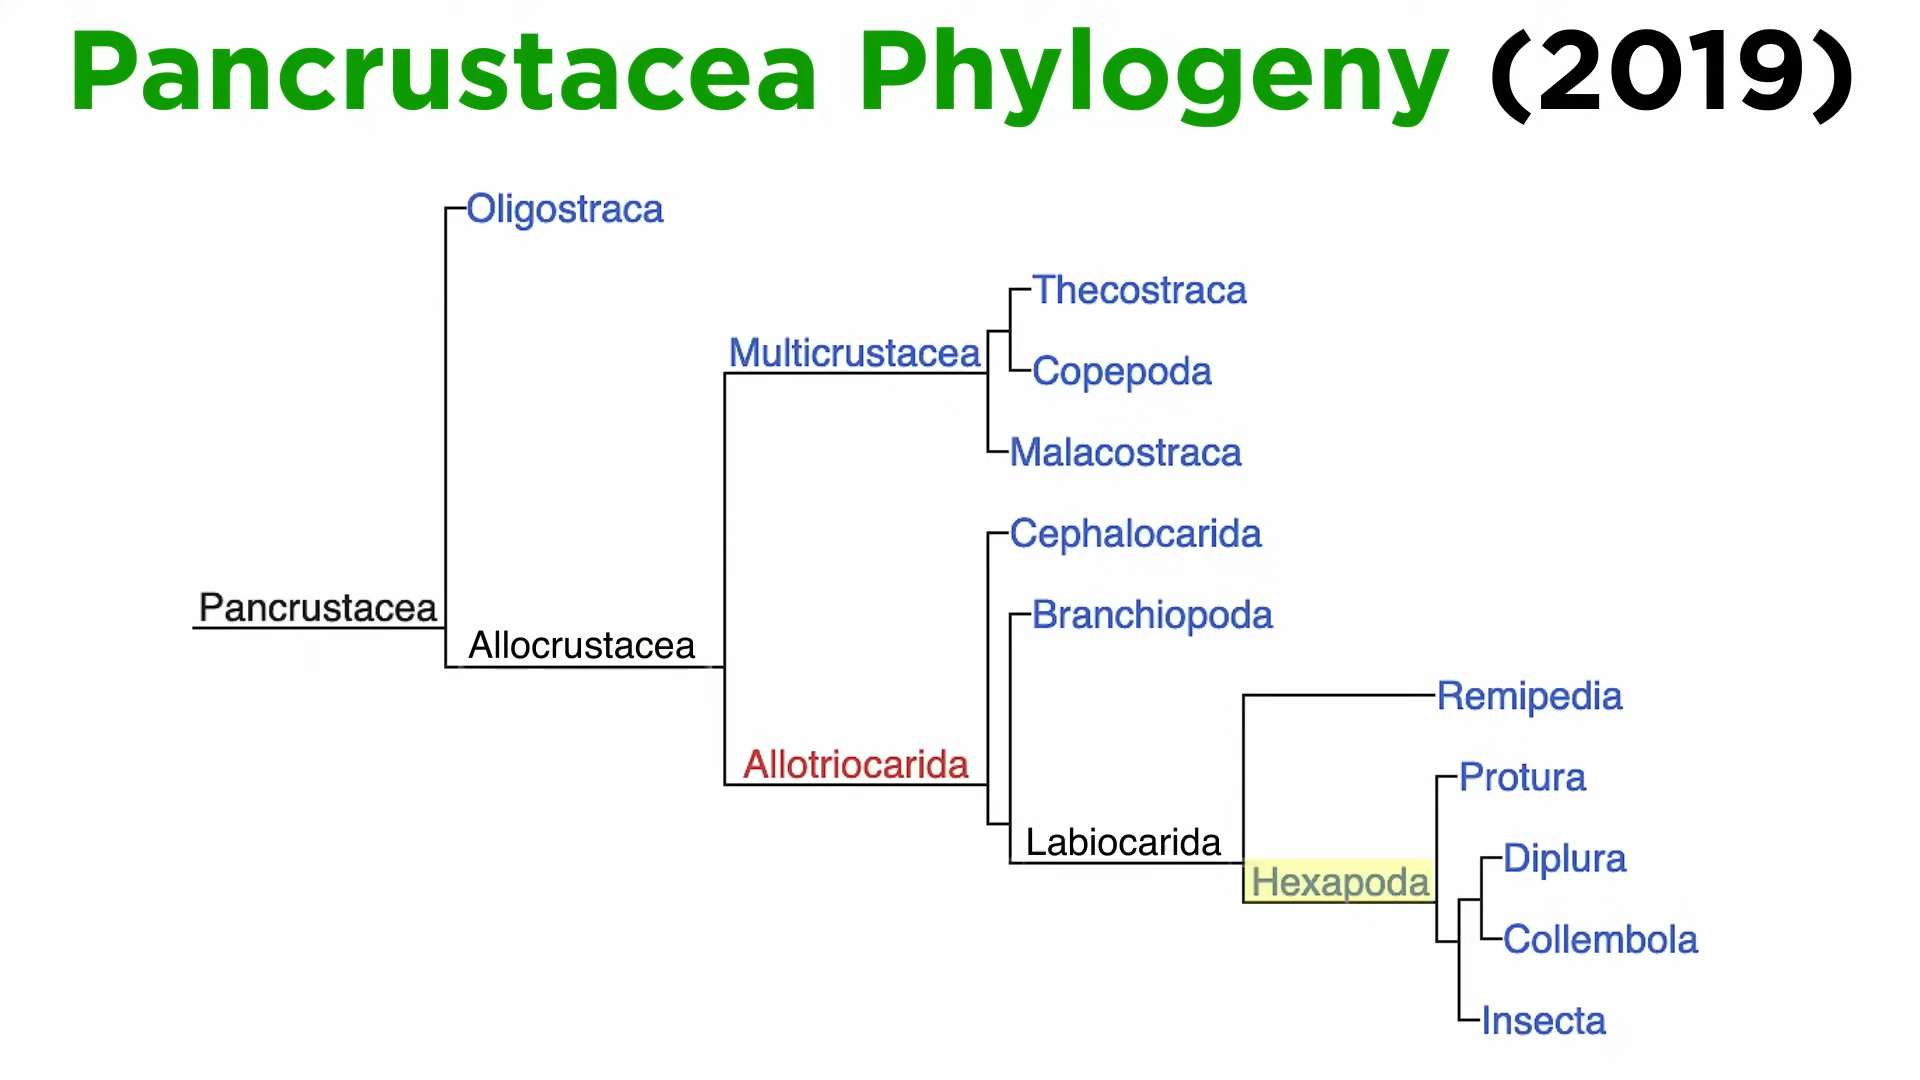 Pancrustacea Phylogeny (2019)
Oligostraca
Thecostraca
Multicrustacea
Copepoda
Malacostraca
Cephalocarida
Pancrustacea
Branchiopoda
Allocrustacea
Remipedia
Allotriocarida
Protura
Labiocarida
Diplura
Hexapoda
Collembola
Insecta